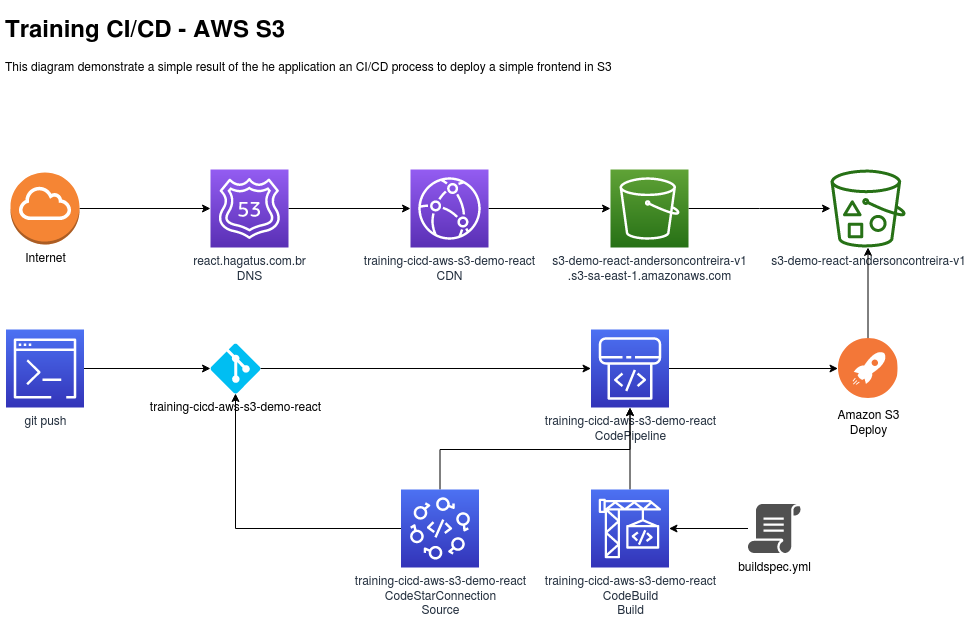 Training CI/CD - AWS S3
This diagram demonstrate a simple result of the he application an CI/CD process to deploy a simple frontend in S3
53
Internet
react.hagatus.com.br
DNS
training-cicd-aws-s3-demo-react
CDN
s3-demo-react-andersoncontreira-v1
.s3-sa-east-1.amazonaws.com
s3-demo-react-andersoncontreira-v1
git push
training-cicd-aws-s3-demo-react
training-cicd-aws-s3-demo-react
CodePipeline
Amazon S3
Deploy
training-cicd-aws-s3-demo-react
CodeStarConnection
Source
training-cicd-aws-s3-demo-react
CodeBuild
Build
buildspec.yml